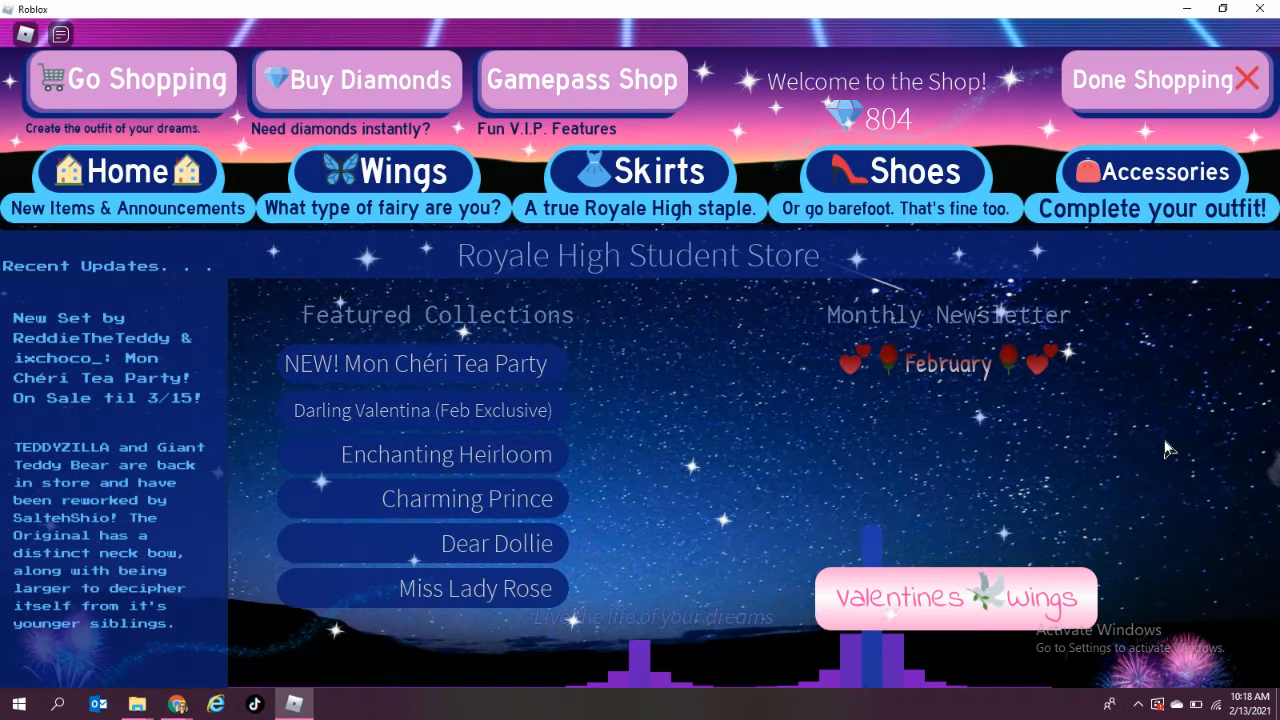 Roblox
Go Shopping
Buy Diamonds
Gamepass Shop
Welcome to the Shop!
Done Shopping
Create the outfit of your dreams.
Need diamonds instantly?
Fun V.I.P. Features
804
Home
Wings
Skirts
Shoes
Accessories
New Items & Announcements
What type of fairy are you?
A true Royale High staple.
Or go barefoot. That's fine too.
Complete your outfit!
Royale High Student Store
Recent Updates. . .
New Set by
ReddieTheTeddy &
ixchoco_: Mon
Chéri Tea Party!
On Sale til 3/15!
TEDDYZILLA and Giant
Teddy Bear are back
in store and have
been reworked by
SaltehShio! The
Original has a
distinct neck bow,
along with being
larger to decipher
itself from it's
younger siblings.
Featured Collections
NEW! Mon Chéri Tea Party
Darling Valentina (Feb Exclusive)
Enchanting Heirloom
Charming Prince
Dear Dollie
Miss Lady Rose
Live the life of your dreams
Monthly Newsletter
February
Valentines Wings
Activate Windows
Go to Settings to activate Windows.
10:18 AM
2/13/2021